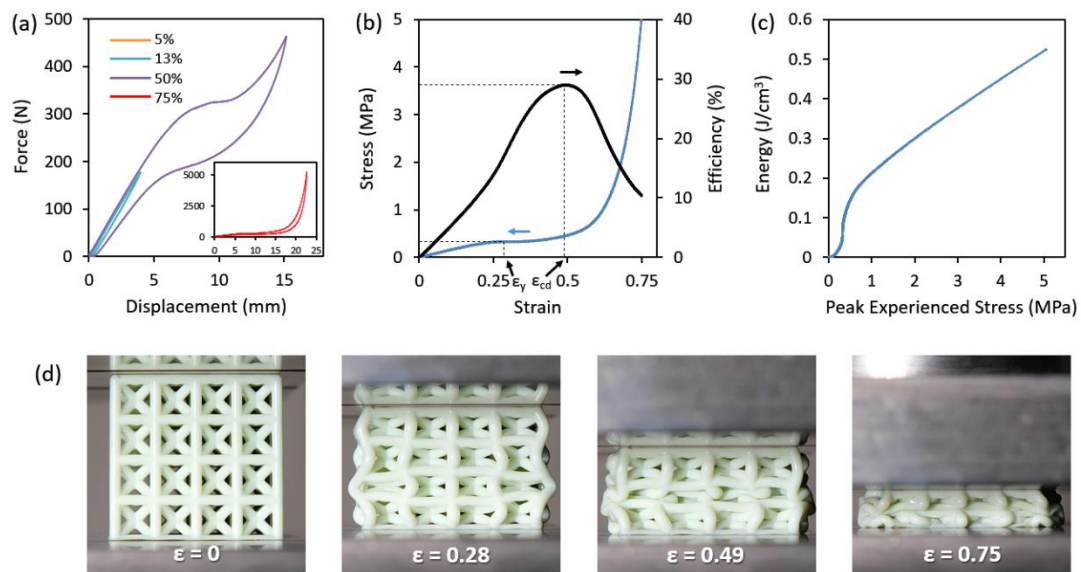 (a)
500
400
300
200
100
0
Force (N)
5%
13%
50%
75%
5000
2500
0
0 5 10 15 20 25
0 5 10 15
Displacement (mm)
(b)
5
4
3
2
1
0
Stress (MPa)
40
30
20
10
0
Efficiency (%)
0 0.25 εy εcd 0.5 0.75
Strain
(c)
0.6
0.5
0.4
0.3
0.2
0.1
0
Energy (J/cm³)
0 1 2 3 4 5
Peak Experienced Stress (MPa)
(d)
ε = 0
ε = 0.28
ε = 0.49
ε = 0.75